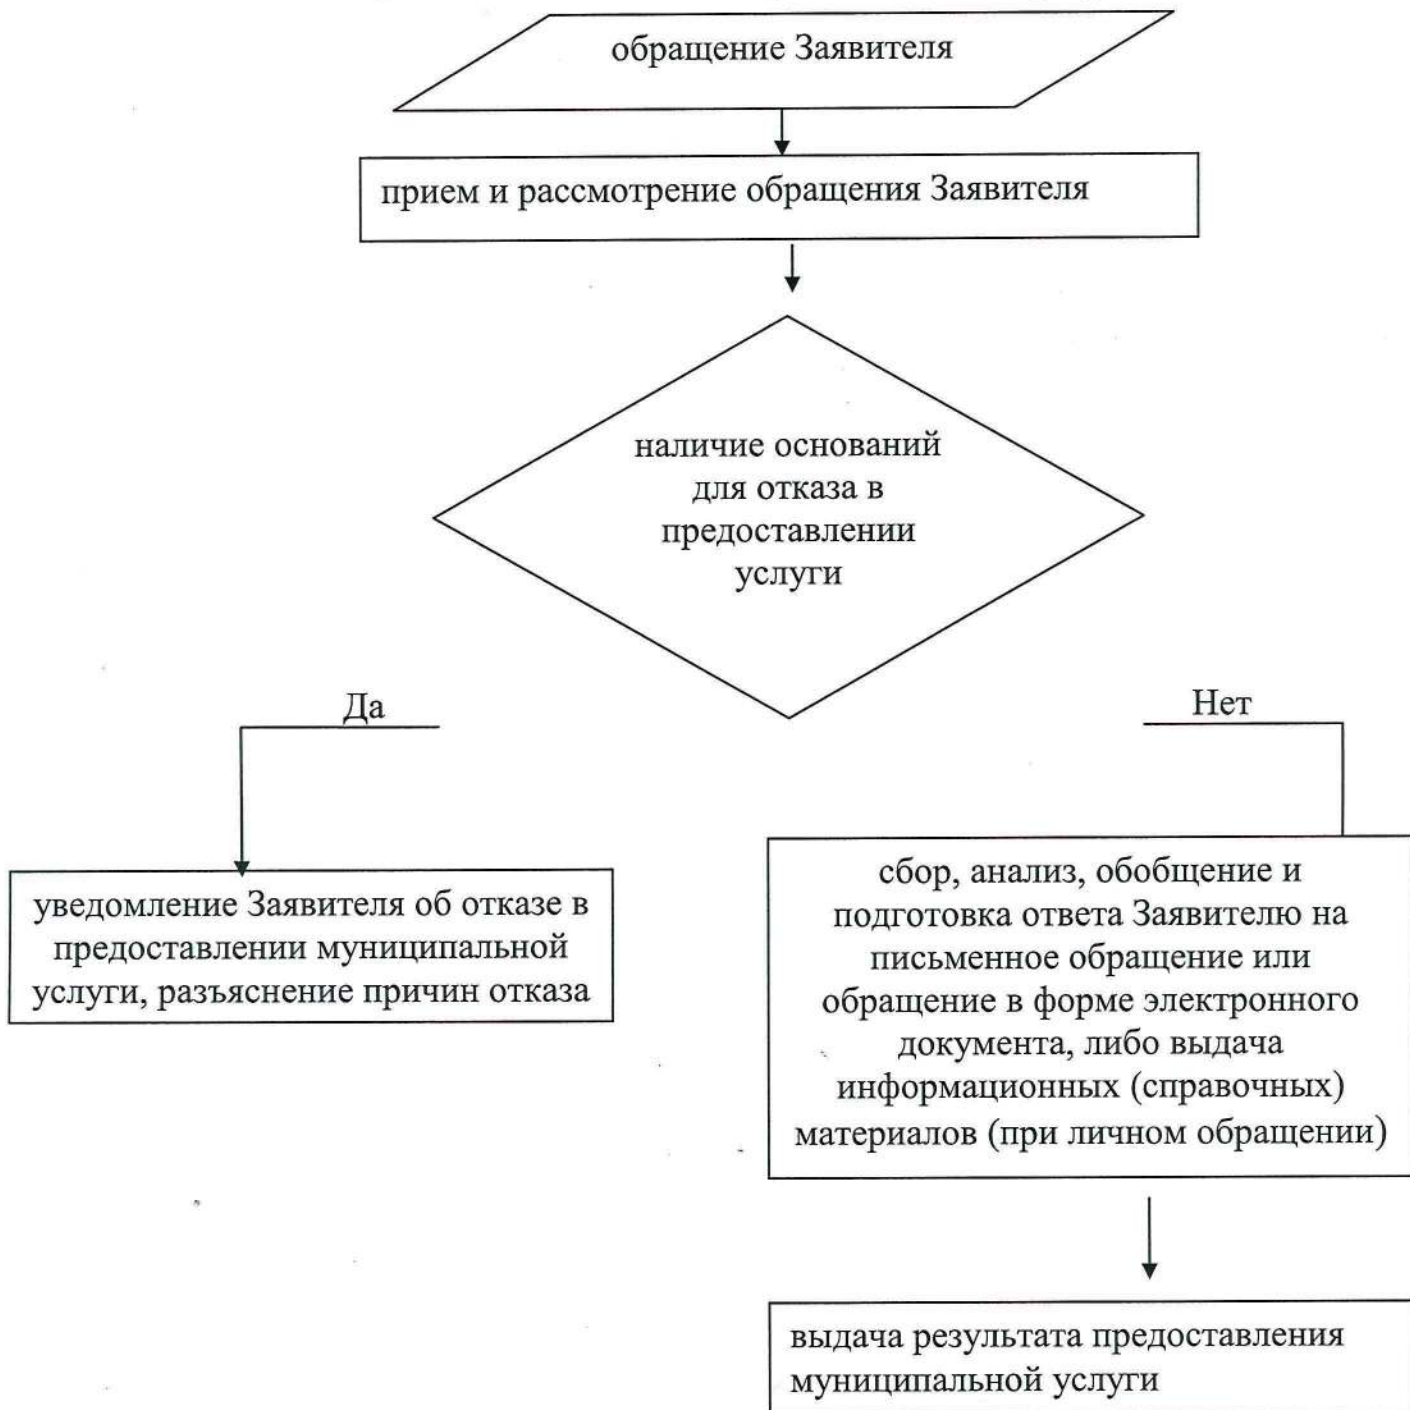 обращение Заявителя
прием и рассмотрение обращения Заявителя
наличие оснований
для отказа в
предоставлении
услуги
Да
Нет
уведомление Заявителя об отказе в
предоставлении муниципальной
услуги, разъяснение причин отказа
сбор, анализ, обобщение и
подготовка ответа Заявителю на
письменное обращение или
обращение в форме электронного
документа, либо выдача
информационных (справочных)
материалов (при личном обращении)
выдача результата предоставления
муниципальной услуги